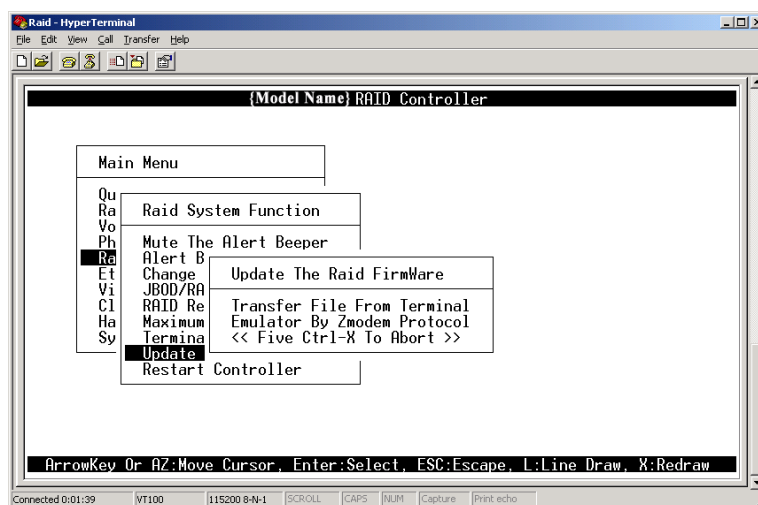 Raid - HyperTerminal
File Edit View Call Transfer Help
{Model Name} RAID Controller
Main Menu
Qu
Ra
Vo
Ph
Ra
Et
Vi
Cl
Ha
Sy
Raid System Function
Mute The Alert Beeper
Alert B
Change
JBOD/RA
RAID Re
Maximum
Termina
Update
Restart Controller
Update The Raid FirmWare
Transfer File From Terminal
Emulator By Zmodem Protocol
<< Five Ctrl-X To Abort >>
ArrowKey Or AZ:Move Cursor, Enter:Select, ESC:Escape, L:Line Draw, X:Redraw
Connected 0:01:39 VT100 115200 8-N-1 SCROLL CAPS NUM Capture Print echo